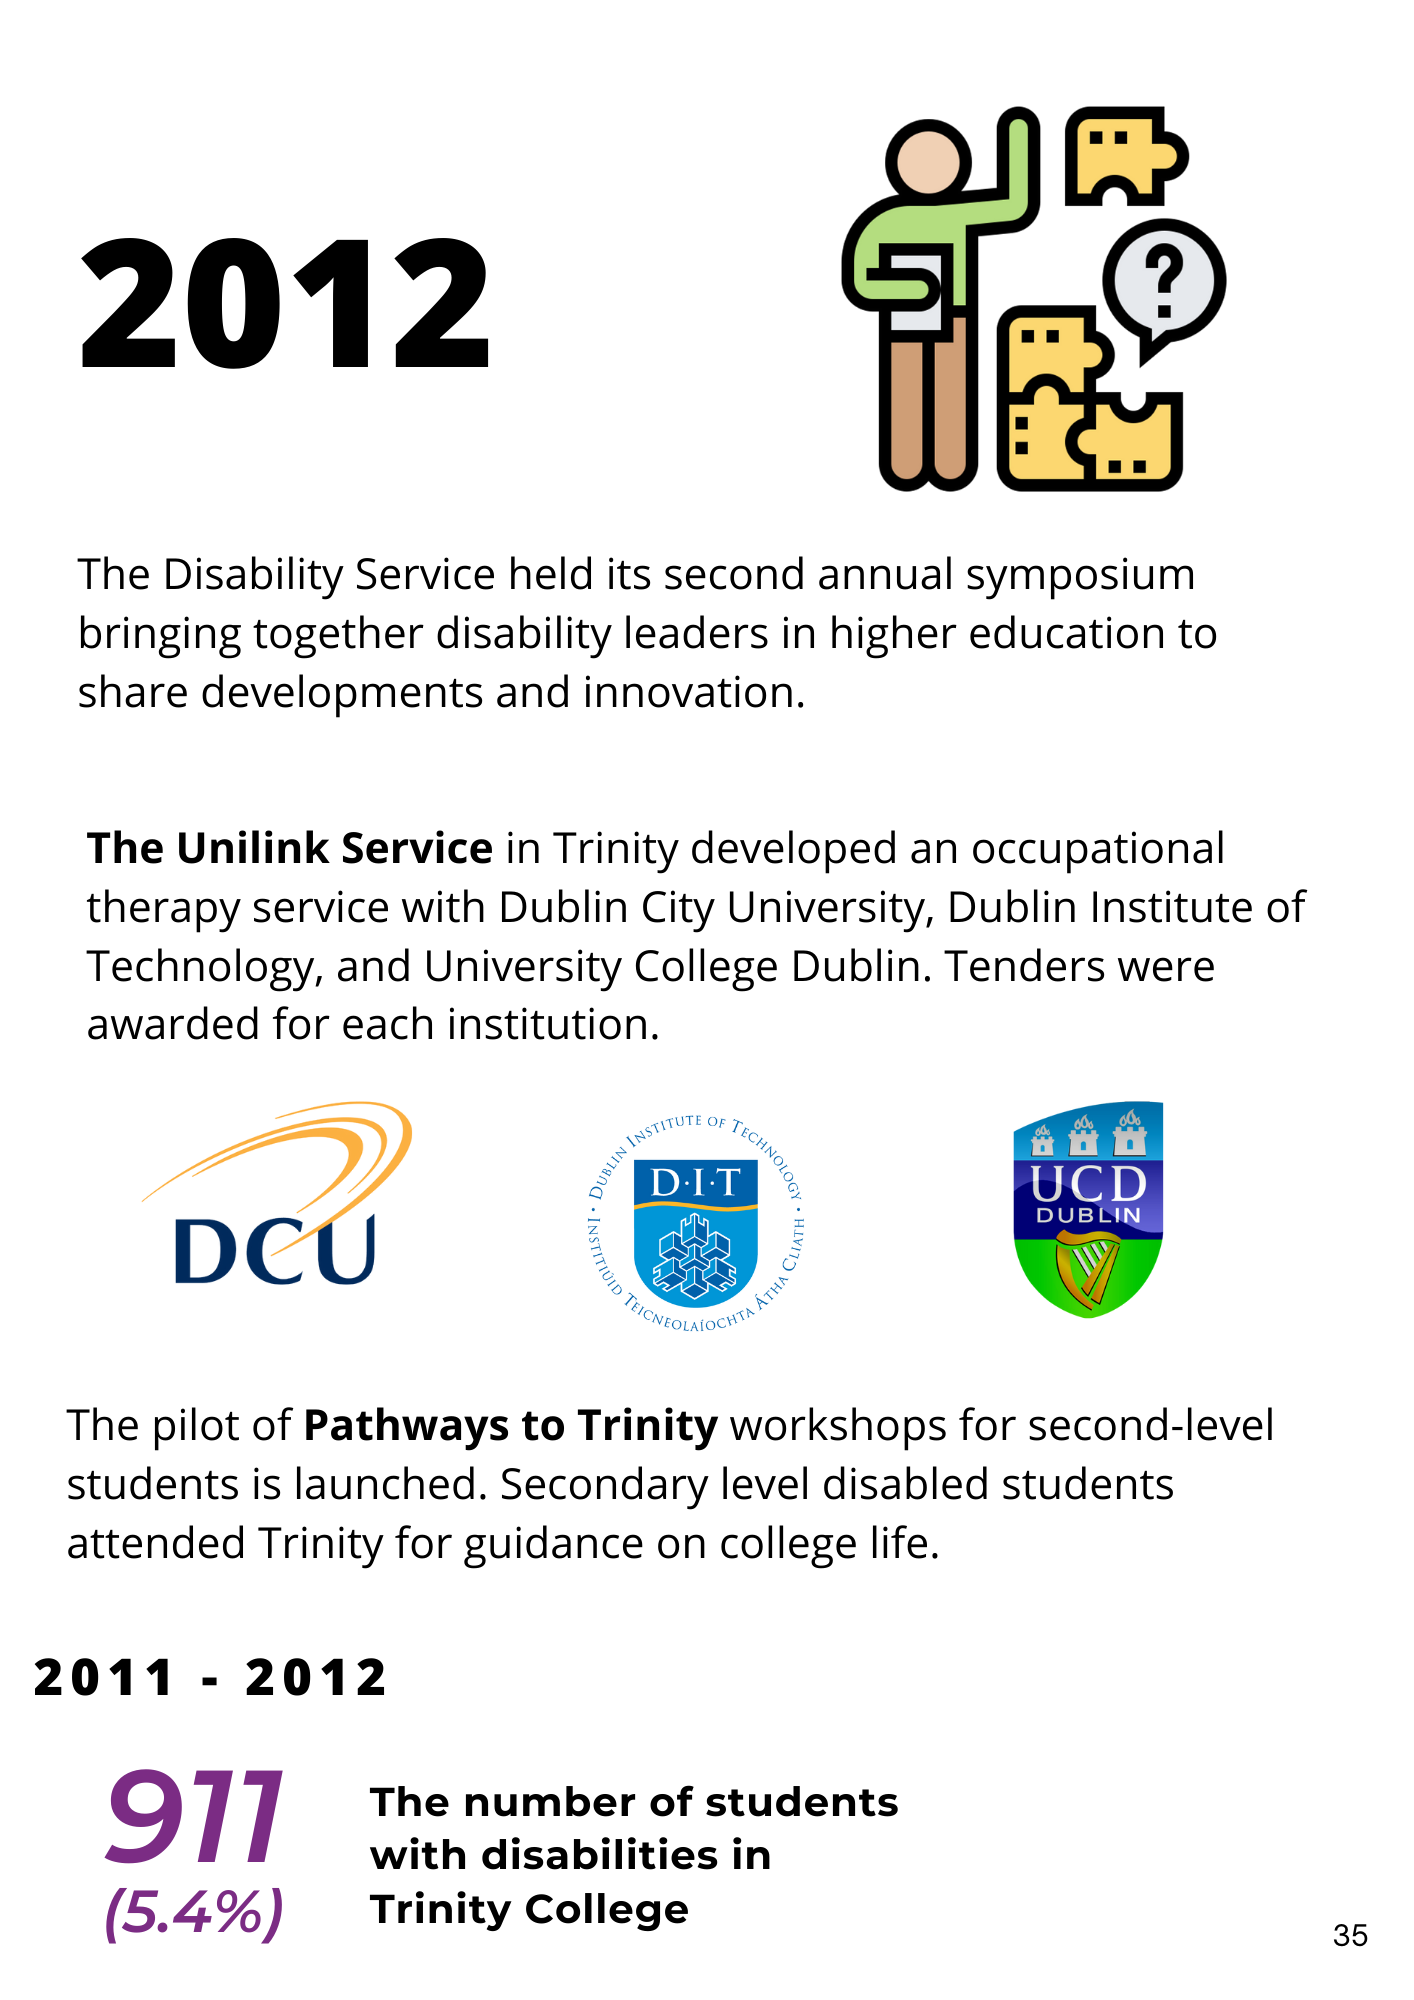 2012
?
The Disability Service held its second annual symposium
bringing together disability leaders in higher education to
share developments and innovation.
The Unilink Service in Trinity developed an occupational
therapy service with Dublin City University, Dublin Institute of
Technology, and University College Dublin. Tenders were
awarded for each institution.
DCU
DUBLIN INSTITUTE OF TECHNOLOGY •
INSTITIÚID TEICNEOLAÍOCHTA ÁTHA CLIATH •
D·I·T
UCD
DUBLIN
The pilot of Pathways to Trinity workshops for second-level
students is launched. Secondary level disabled students
attended Trinity for guidance on college life.
2011 - 2012
911
(5.4%)
The number of students
with disabilities in
Trinity College
35